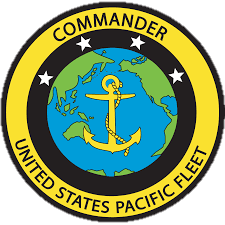 COMMANDER
UNITED STATES PACIFIC FLEET